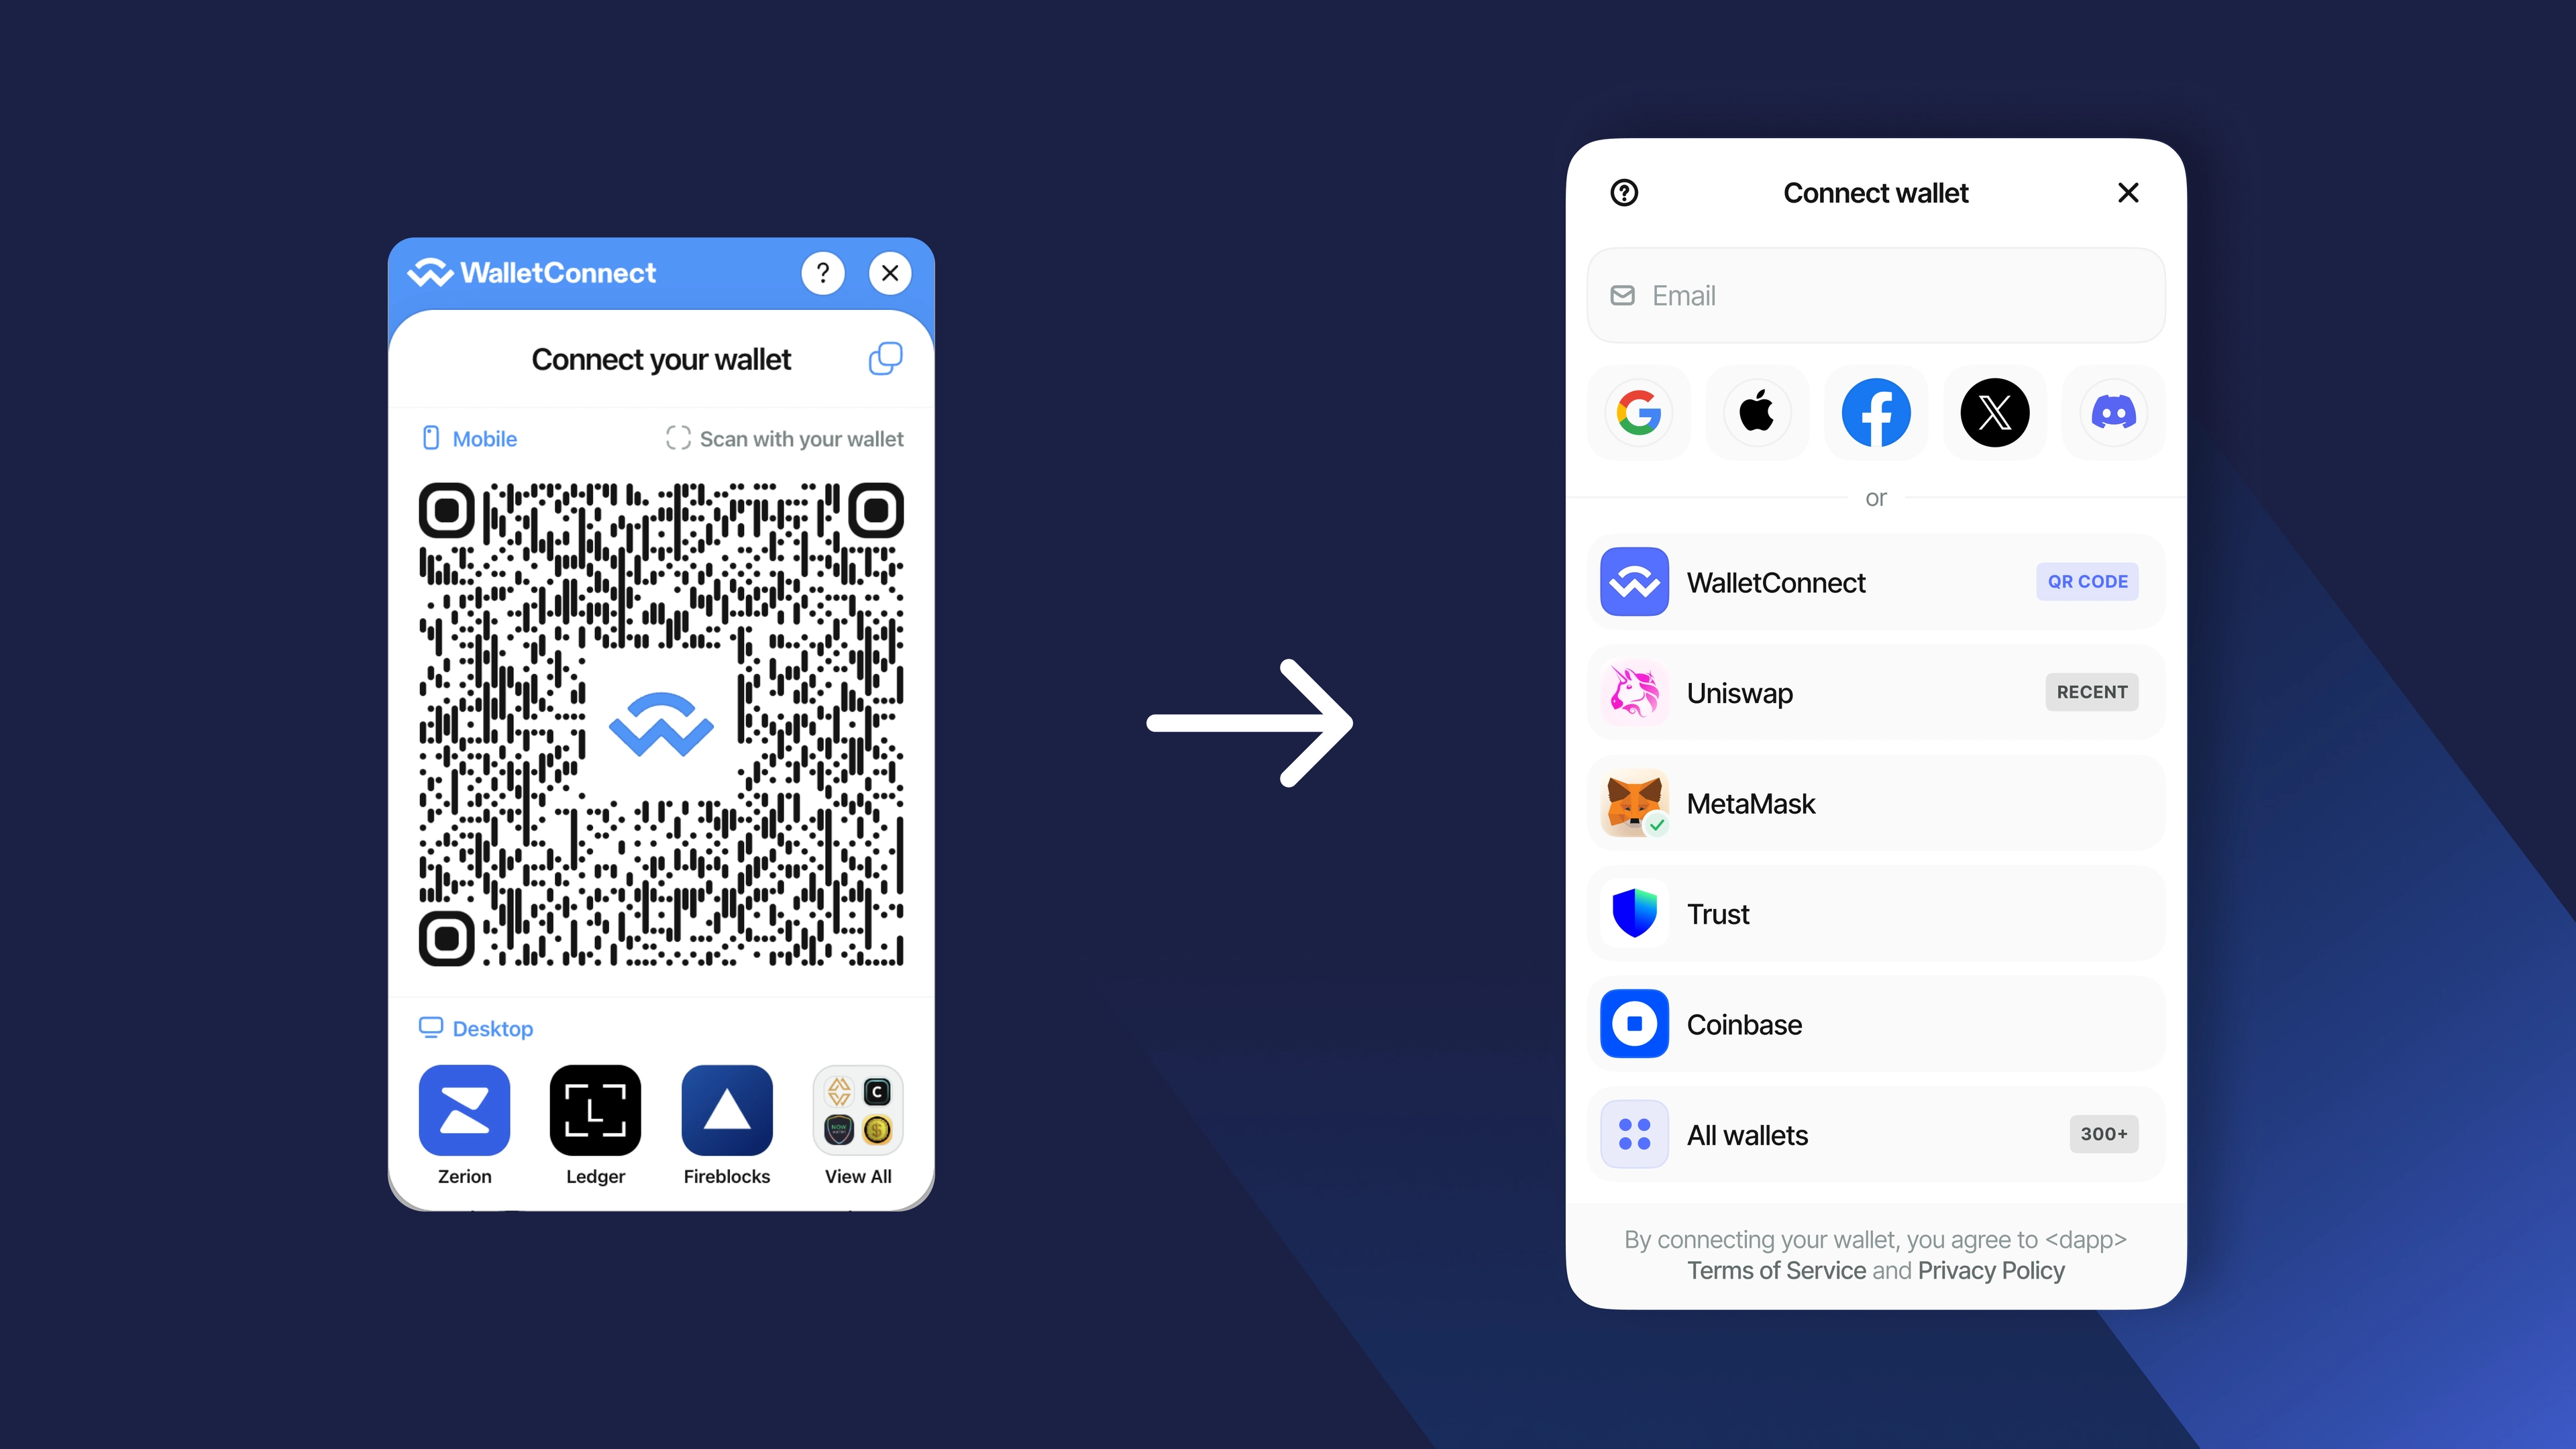 WalletConnect
?
Connect your wallet
Mobile
Scan with your wallet
Desktop
Zerion
Ledger
Fireblocks
View All
?
Connect wallet
Email
or
WalletConnect
QR CODE
Uniswap
RECENT
MetaMask
Trust
Coinbase
All wallets
300+
By connecting your wallet, you agree to <dapp>
Terms of Service and Privacy Policy